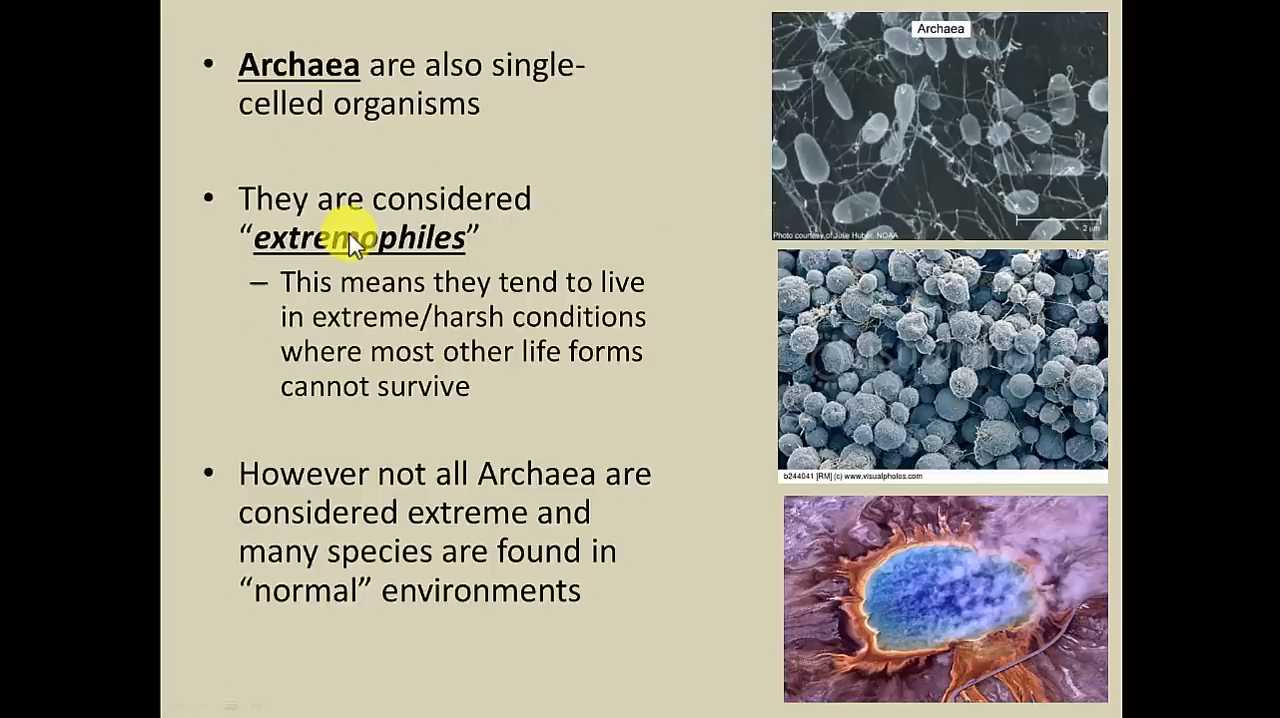 • Archaea are also single-
celled organisms
• They are considered
“extremophiles”
– This means they tend to live
in extreme/harsh conditions
where most other life forms
cannot survive
• However not all Archaea are
considered extreme and
many species are found in
“normal” environments
Archaea
2 µm
Photo courtesy of Julie Huber, NOAA
b244041 [RM] (c) www.visualphotos.com